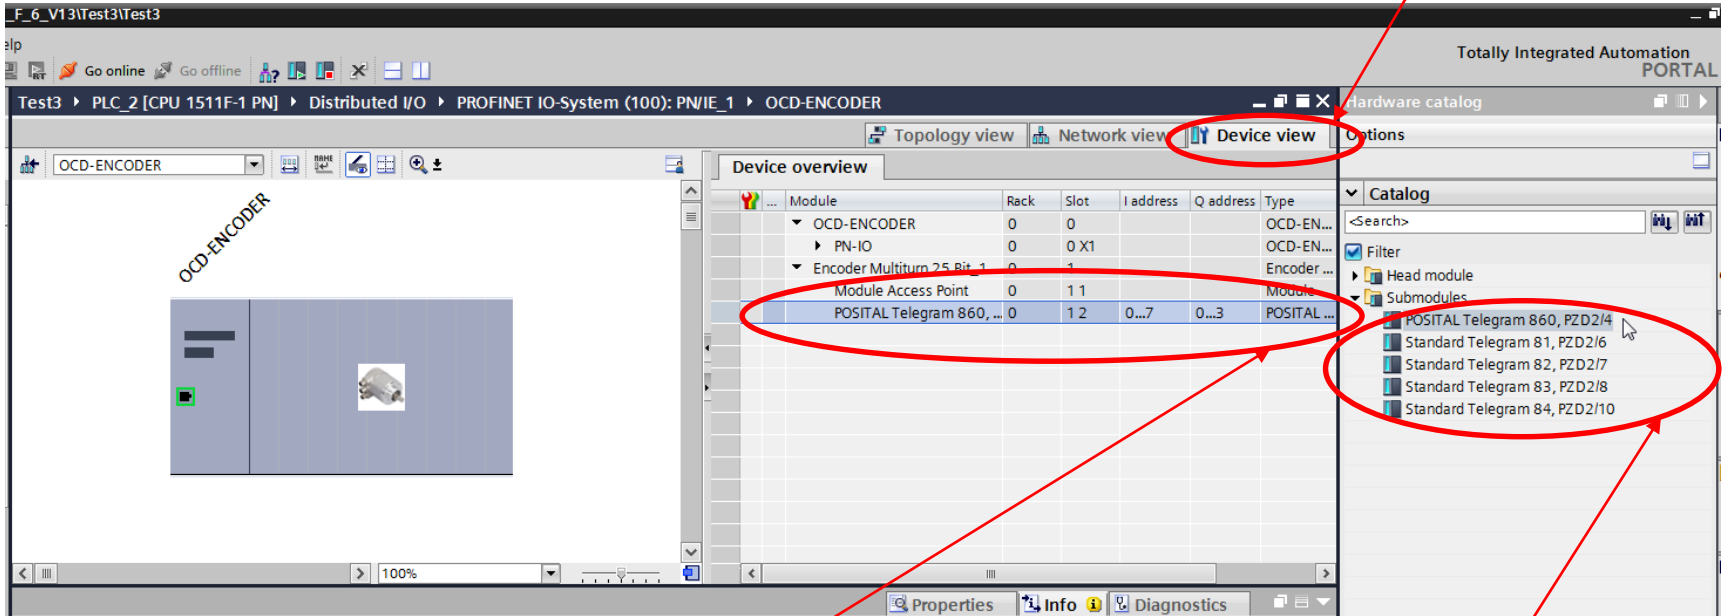 _F_6_V13\Test3\Test3
elp
Totally Integrated Automation
PORTAL
Go online Go offline
Test3 PLC_2 [CPU 1511F-1 PN] Distributed I/O PROFINET IO-System (100): PN/IE_1 OCD-ENCODER
Hardware catalog
Topology view Network view Device view
Options
OCD-ENCODER
100%
OCD-ENCODER
Device overview
... Module Rack Slot I address Q address Type
OCD-ENCODER 0 0 OCD-EN...
PN-IO 0 0 X1 OCD-EN...
Encoder Multiturn 25 Bit_1 0 1 Encoder ...
Module Access Point 0 1 1 Module
POSITAL Telegram 860, ... 0 1 2 0...7 0...3 POSITAL ...
Catalog
<Search>
Filter
Head module
Submodules
POSITAL Telegram 860, PZD2/4
Standard Telegram 81, PZD2/6
Standard Telegram 82, PZD2/7
Standard Telegram 83, PZD2/8
Standard Telegram 84, PZD2/10
Properties Info Diagnostics